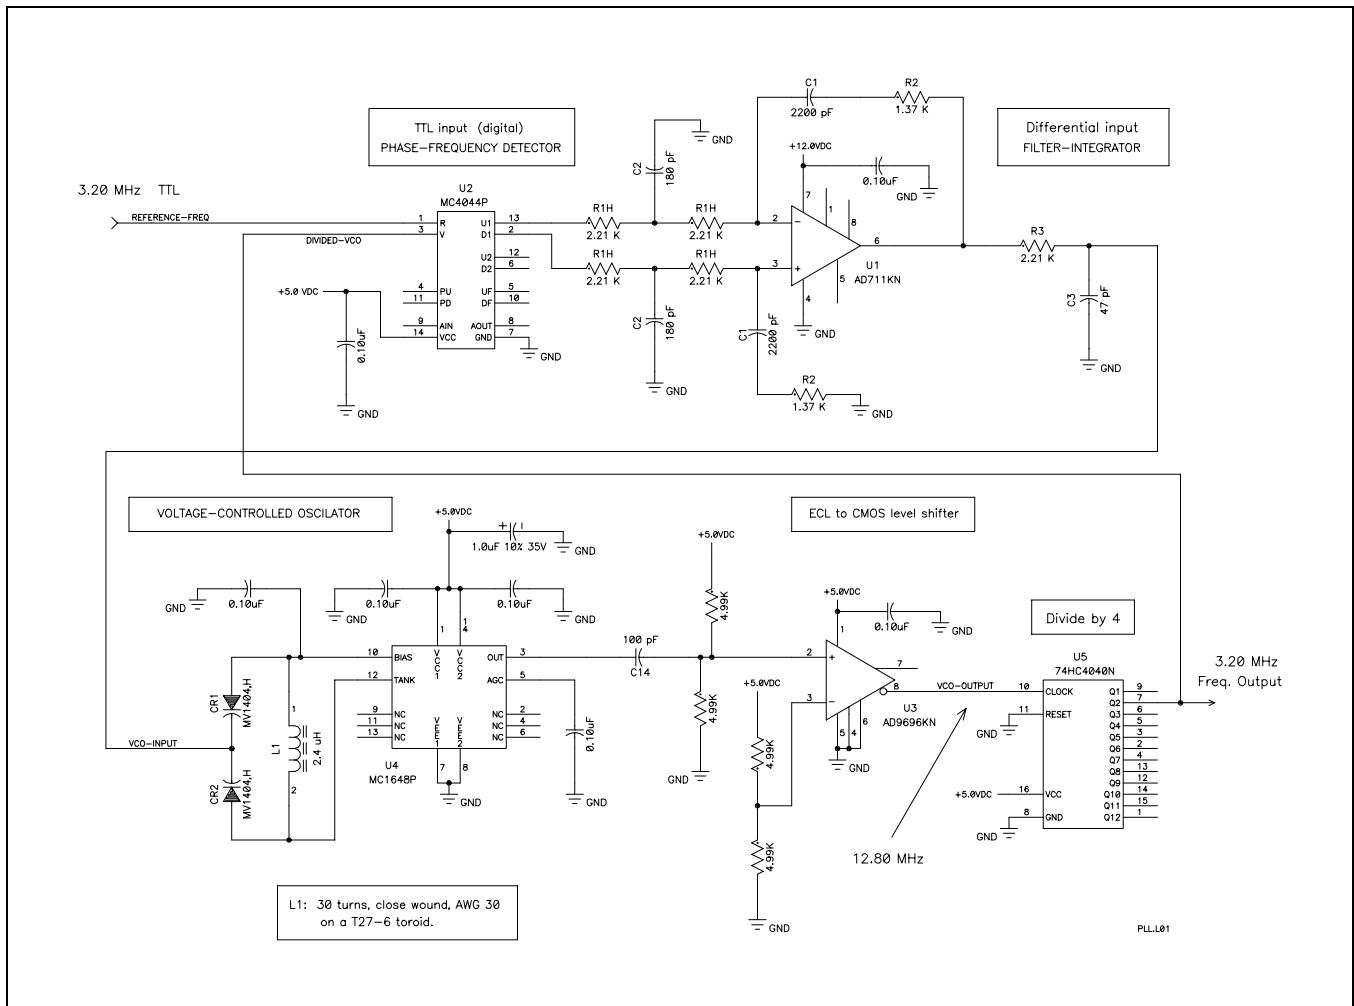 TTL input (digital)
PHASE-FREQUENCY DETECTOR
Differential input
FILTER-INTEGRATOR
C1
2200 pF
R2
1.37 K
GND
C2
180 pF
+12.0VDC
0.10uF
GND
3.20 MHz TTL
REFERENCE-FREQ
DIVIDED-VCO
U2
MC4044P
1
3
4
11
9
14
R
V
PU
PD
AIN
VCC
U1
D1
U2
D2
UF
DF
AOUT
GND
13
2
12
6
5
10
8
7
GND
+5.0 VDC
0.10uF
GND
R1H
2.21 K
R1H
2.21 K
R1H
2.21 K
R1H
2.21 K
C2
180 pF
GND
C1
2200 pF
R2
1.37 K
GND
2
3
7
1
8
6
5
4
-
+
U1
AD711KN
GND
R3
2.21 K
C3
47 pF
GND
VOLTAGE-CONTROLLED OSCILATOR
+5.0VDC
+
1.0uF 10% 35V
GND
GND
0.10uF
GND
0.10uF
0.10uF
GND
1
14
10
12
9
11
13
BIAS
TANK
NC
NC
NC
VCC1
VCC2
VEE1
VEE2
OUT
AGC
NC
NC
NC
3
5
2
4
6
7
8
U4
MC1648P
GND
0.10uF
GND
VCO-INPUT
CR1
MV1404,H
CR2
MV1404,H
1
L1
2.4 uH
2
100 pF
C14
ECL to CMOS level shifter
+5.0VDC
4.99K
4.99K
GND
+5.0VDC
4.99K
4.99K
GND
+5.0VDC
0.10uF
GND
1
2
3
+
-
7
8
5
4
6
U3
AD9696KN
GND
VCO-OUTPUT
12.80 MHz
Divide by 4
U5
74HC4040N
10
11
16
8
CLOCK
RESET
VCC
GND
GND
+5.0VDC
GND
Q1
Q2
Q3
Q4
Q5
Q6
Q7
Q8
Q9
Q10
Q11
Q12
9
7
6
5
3
2
4
13
12
14
15
1
3.20 MHz
Freq. Output
L1: 30 turns, close wound, AWG 30
on a T27-6 toroid.
PLL.L01